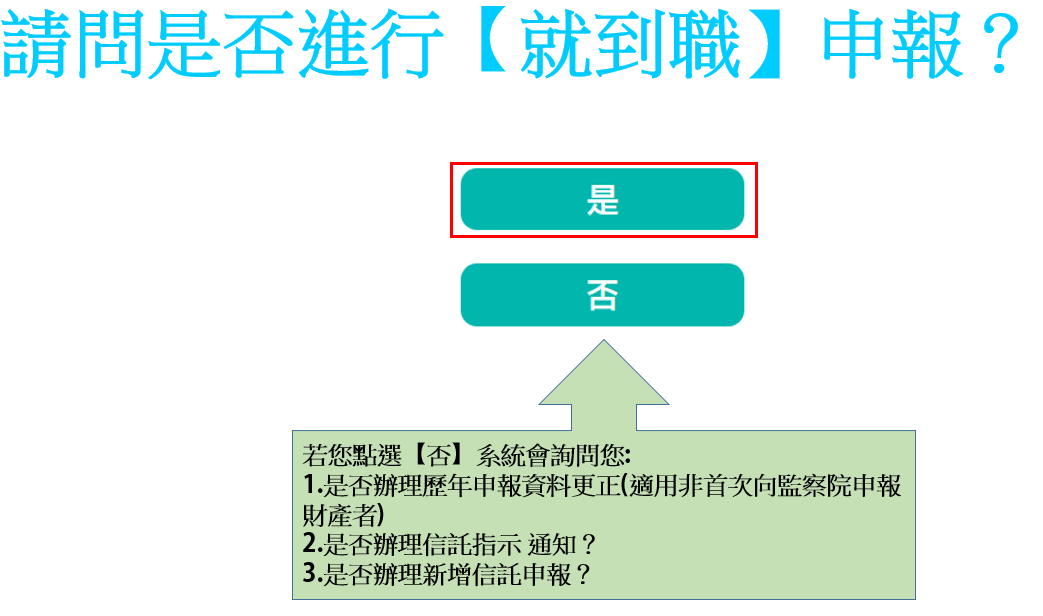 請問是否進行【就到職】申報？
是
否
若您點選【否】系統會詢問您:
1.是否辦理歷年申報資料更正(適用非首次向監察院申報
財產者)
2.是否辦理信託指示 通知？
3.是否辦理新增信託申報？